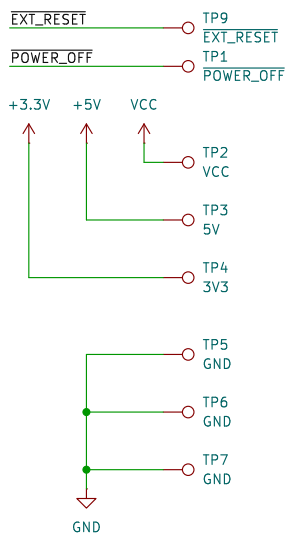 EXT_RESET
TP9
EXT_RESET
POWER_OFF
TP1
POWER_OFF
+3.3V +5V VCC
TP2
VCC
TP3
5V
TP4
3V3
TP5
GND
TP6
GND
TP7
GND
GND